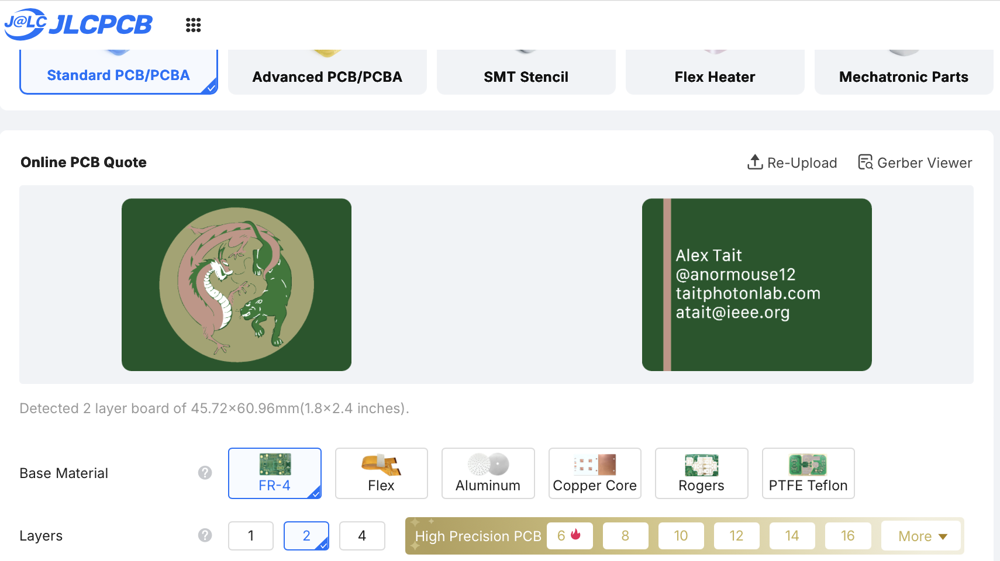 J@LC JLCPCB
Standard PCB/PCBA
Advanced PCB/PCBA
SMT Stencil
Flex Heater
Mechatronic Parts
Online PCB Quote
Re-Upload
Gerber Viewer
Alex Tait
@anormouse12
taitphotonlab.com
atait@ieee.org
Detected 2 layer board of 45.72×60.96mm(1.8×2.4 inches).
Base Material
?
FR-4
Flex
Aluminum
Copper Core
Rogers
PTFE Teflon
Layers
?
1
2
4
High Precision PCB
6
8
10
12
14
16
More